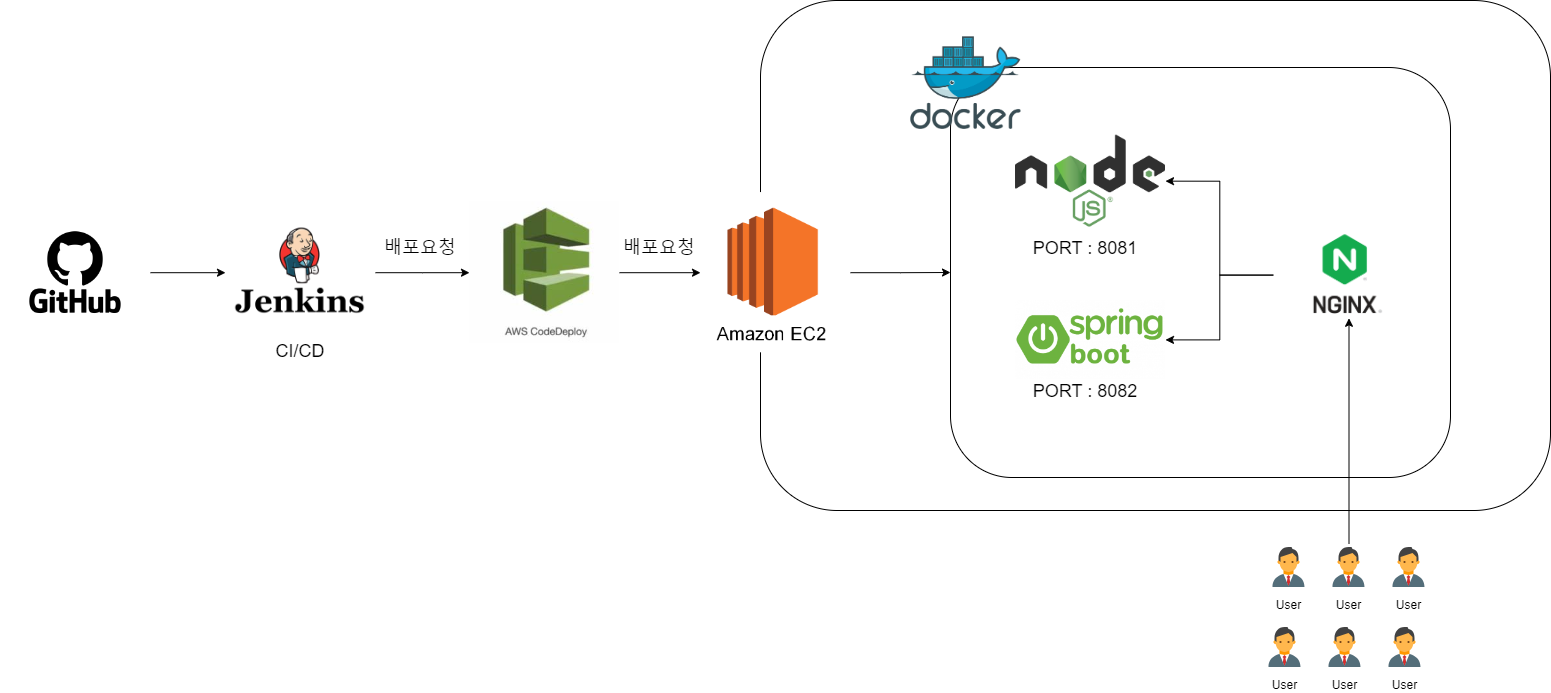 docker
node
JS
PORT : 8081
GitHub
Jenkins
CI/CD
배포요청
AWS CodeDeploy
배포요청
Amazon EC2
N
NGINX
spring
boot
PORT : 8082
User
User
User
User
User
User